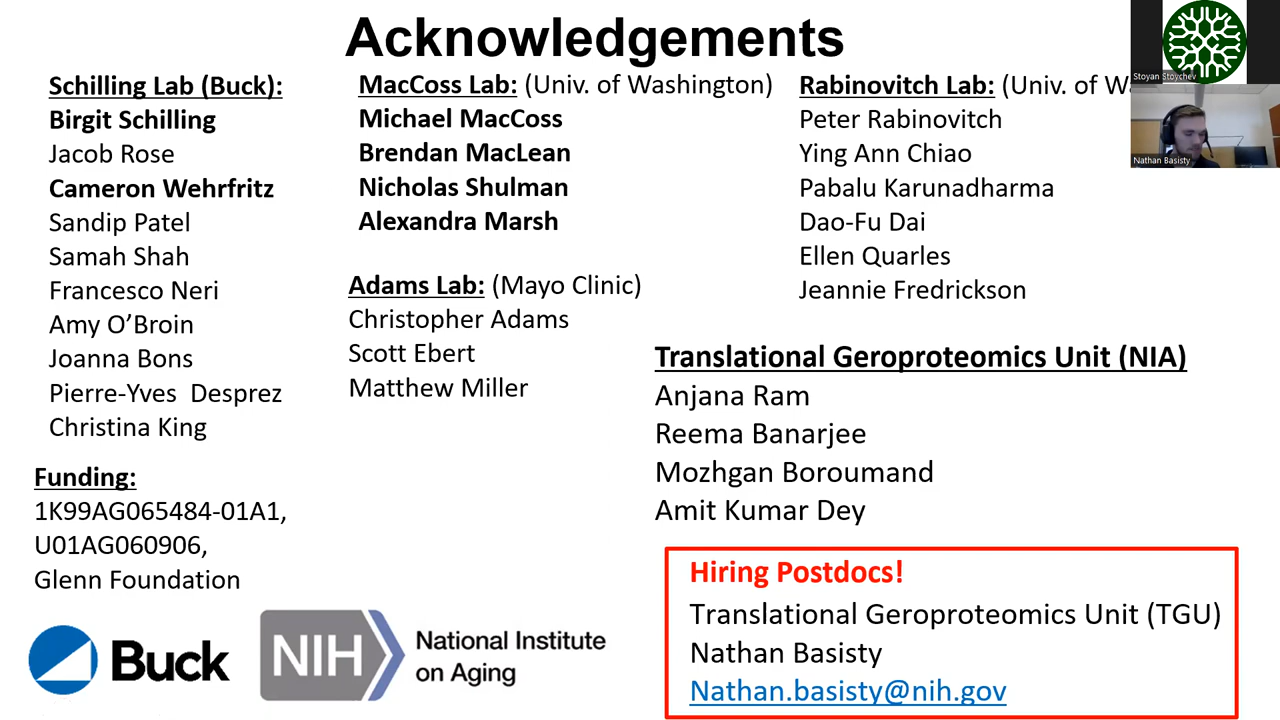 Acknowledgements
Schilling Lab (Buck):
Birgit Schilling
Jacob Rose
Cameron Wehrfritz
Sandip Patel
Samah Shah
Francesco Neri
Amy O’Broin
Joanna Bons
Pierre-Yves Desprez
Christina King
Funding:
1K99AG065484-01A1,
U01AG060906,
Glenn Foundation
Buck
NIH
National Institute
on Aging
MacCoss Lab: (Univ. of Washington)
Michael MacCoss
Brendan MacLean
Nicholas Shulman
Alexandra Marsh
Adams Lab: (Mayo Clinic)
Christopher Adams
Scott Ebert
Matthew Miller
Rabinovitch Lab: (Univ. of
Peter Rabinovitch
Ying Ann Chiao
Pabalu Karunadharma
Dao-Fu Dai
Ellen Quarles
Jeannie Fredrickson
Translational Geroproteomics Unit (NIA)
Anjana Ram
Reema Banarjee
Mozhgan Boroumand
Amit Kumar Dey
Hiring Postdocs!
Translational Geroproteomics Unit (TGU)
Nathan Basisty
Nathan.basisty@nih.gov
Stoyan Stoychev
Nathan Basisty